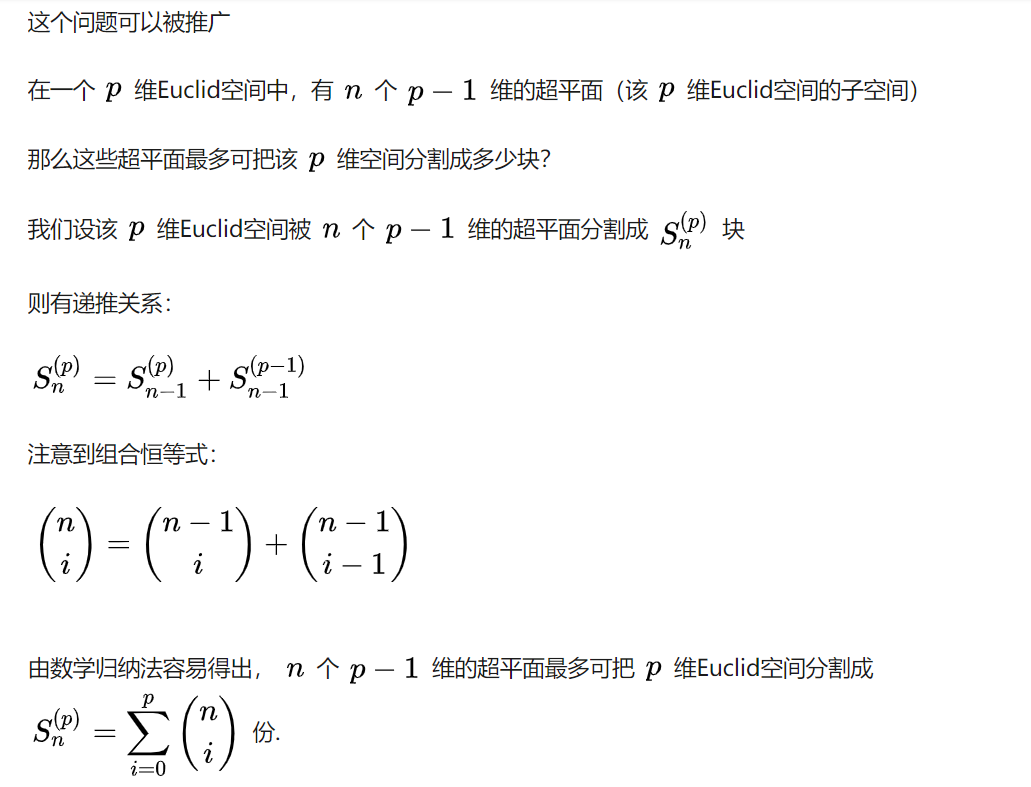 这个问题可以被推广
在一个 p 维Euclid空间中，有 n 个 p − 1 维的超平面（该 p 维Euclid空间的子空间）
那么这些超平面最多可把该 p 维空间分割成多少块？
我们设该 p 维Euclid空间被 n 个 p − 1 维的超平面分割成 $S_n^{(p)}$ 块
则有递推关系：
$S_n^{(p)} = S_{n-1}^{(p)} + S_{n-1}^{(p-1)}$
注意到组合恒等式：
$\binom{n}{i} = \binom{n-1}{i} + \binom{n-1}{i-1}$
由数学归纳法容易得出， n 个 p − 1 维的超平面最多可把 p 维Euclid空间分割成
$S_n^{(p)} = \sum_{i=0}^{p} \binom{n}{i}$ 份.